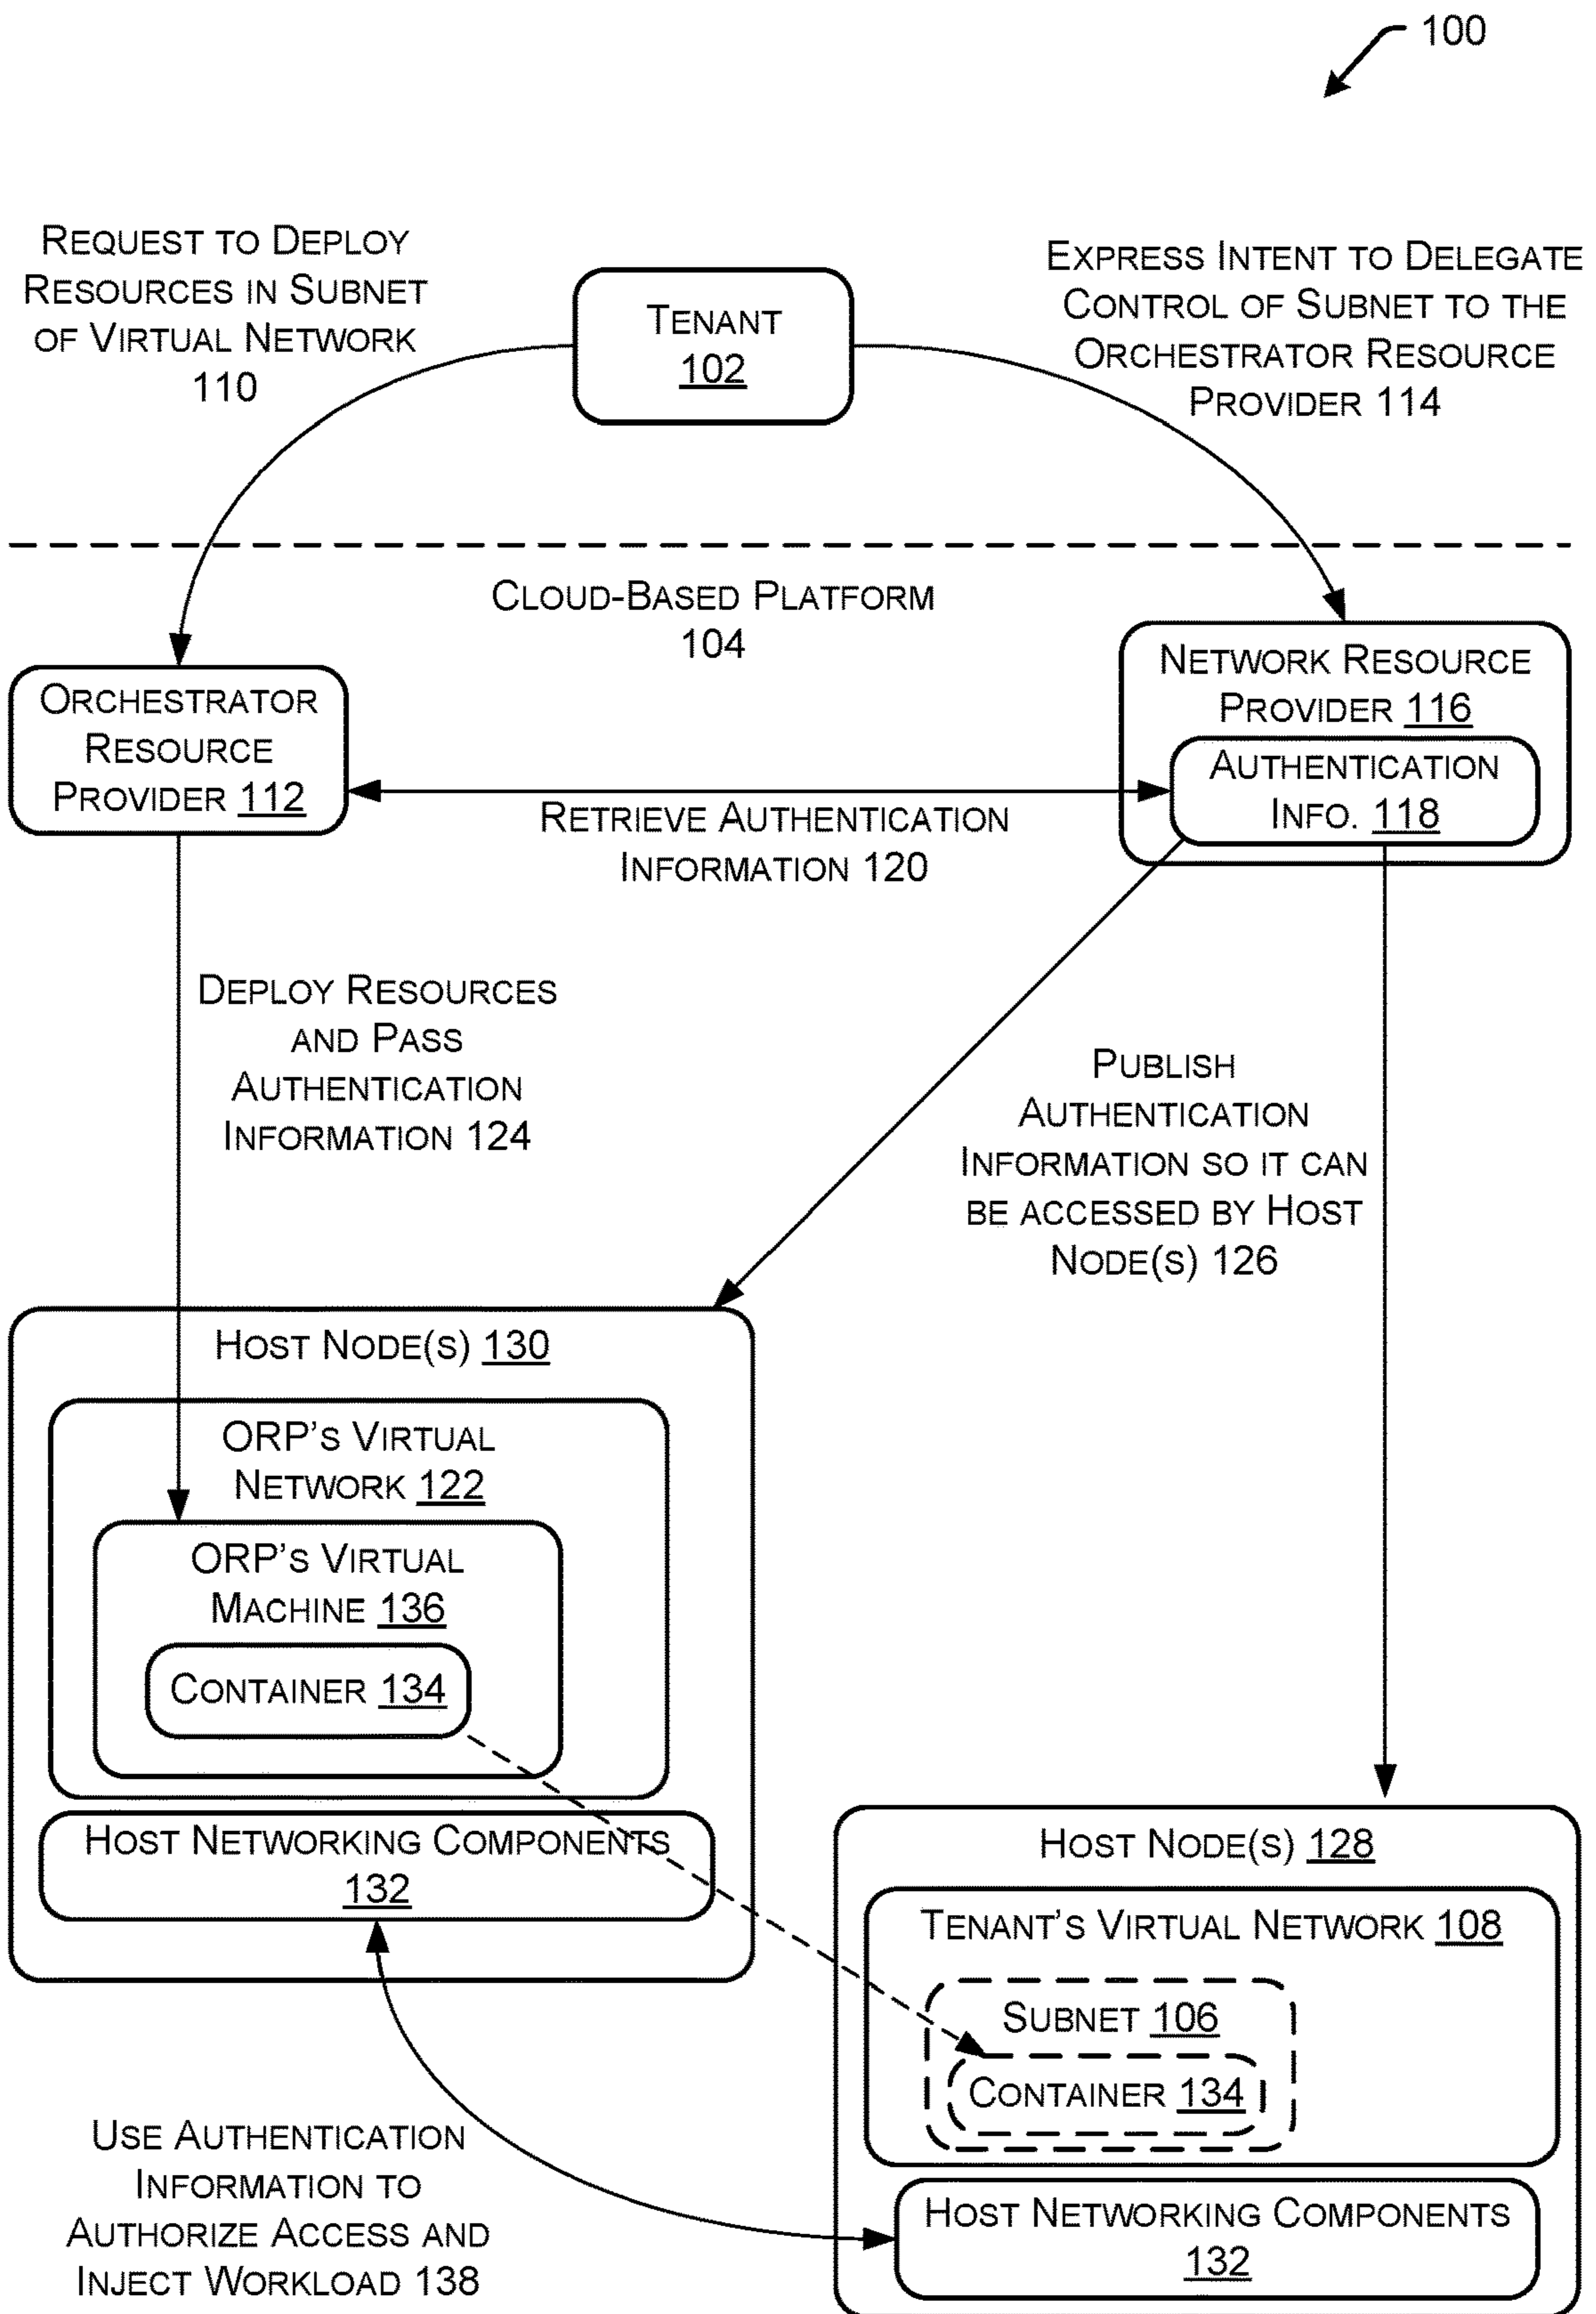 100
REQUEST TO DEPLOY
RESOURCES IN SUBNET
OF VIRTUAL NETWORK
110
TENANT
102
EXPRESS INTENT TO DELEGATE
CONTROL OF SUBNET TO THE
ORCHESTRATOR RESOURCE
PROVIDER 114
CLOUD-BASED PLATFORM
104
ORCHESTRATOR
RESOURCE
PROVIDER 112
NETWORK RESOURCE
PROVIDER 116
AUTHENTICATION
INFO. 118
RETRIEVE AUTHENTICATION
INFORMATION 120
DEPLOY RESOURCES
AND PASS
AUTHENTICATION
INFORMATION 124
PUBLISH
AUTHENTICATION
INFORMATION SO IT CAN
BE ACCESSED BY HOST
NODE(S) 126
HOST NODE(S) 130
ORP'S VIRTUAL
NETWORK 122
ORP'S VIRTUAL
MACHINE 136
CONTAINER 134
HOST NETWORKING COMPONENTS
132
HOST NODE(S) 128
TENANT'S VIRTUAL NETWORK 108
SUBNET 106
CONTAINER 134
HOST NETWORKING COMPONENTS
132
USE AUTHENTICATION
INFORMATION TO
AUTHORIZE ACCESS AND
INJECT WORKLOAD 138